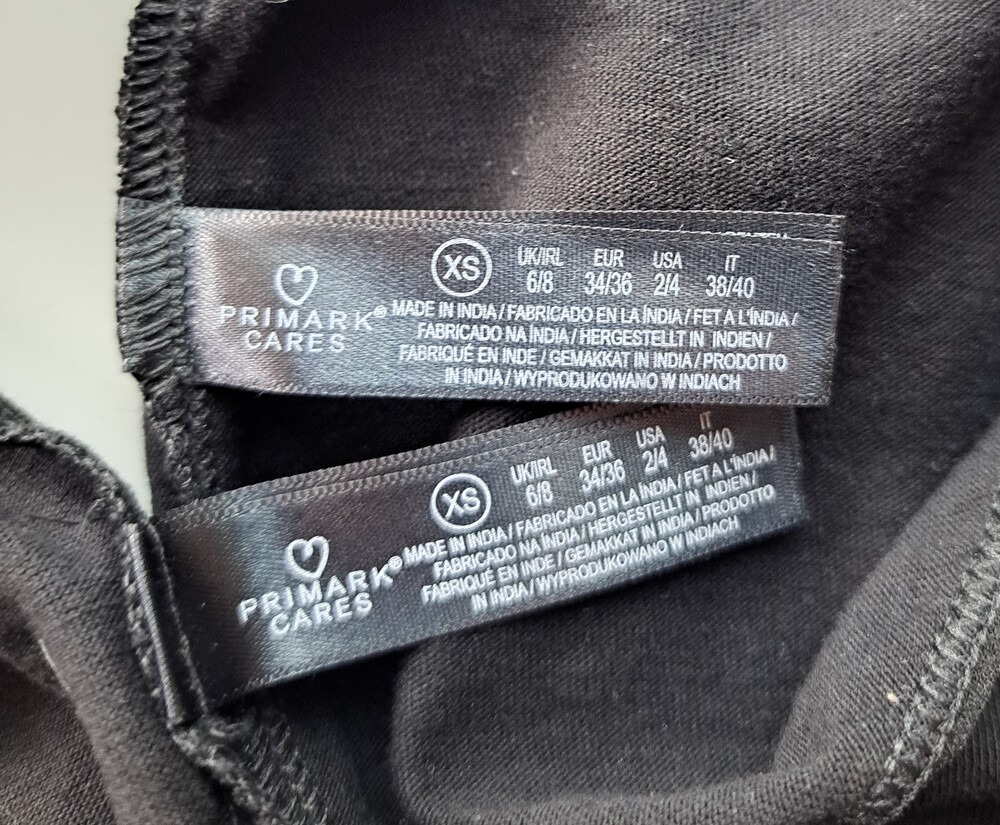 XS
UK/IRL EUR USA IT
6/8 34/36 2/4 38/40
PRIMARK®
CARES
MADE IN INDIA / FABRICADO EN LA ÍNDIA / FET A L'ÍNDIA /
FABRICADO NA ÍNDIA / HERGESTELLT IN INDIEN /
FABRIQUÉ EN INDE / GEMAKKAT IN INDIA / PRODOTTO
IN INDIA / WYPRODUKOWANO W INDIACH
XS
UK/IRL EUR USA IT
6/8 34/36 2/4 38/40
PRIMARK®
CARES
MADE IN INDIA / FABRICADO EN LA ÍNDIA / FET A L'ÍNDIA /
FABRICADO NA ÍNDIA / HERGESTELLT IN INDIEN /
FABRIQUÉ EN INDE / GEMAKKAT IN INDIA / PRODOTTO
IN INDIA / WYPRODUKOWANO W INDIACH